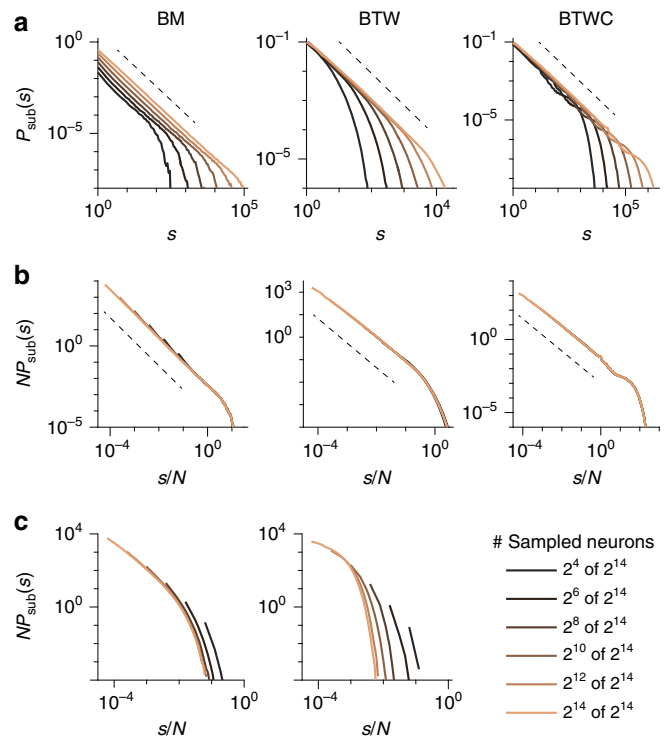 a
BM
BTW
BTWC
P_sub(s)
10^0
10^−5
10^0
10^5
s
10^−1
10^−5
10^0
10^4
s
10^−1
10^−5
10^0
10^5
s
b
NP_sub(s)
10^0
10^−5
10^−4
10^0
s/N
10^3
10^0
10^−4
10^0
s/N
10^0
10^−5
10^−4
10^0
s/N
c
NP_sub(s)
10^4
10^0
10^−4
10^0
s/N
10^4
10^0
10^−4
10^0
s/N
# Sampled neurons
2^4 of 2^14
2^6 of 2^14
2^8 of 2^14
2^10 of 2^14
2^12 of 2^14
2^14 of 2^14